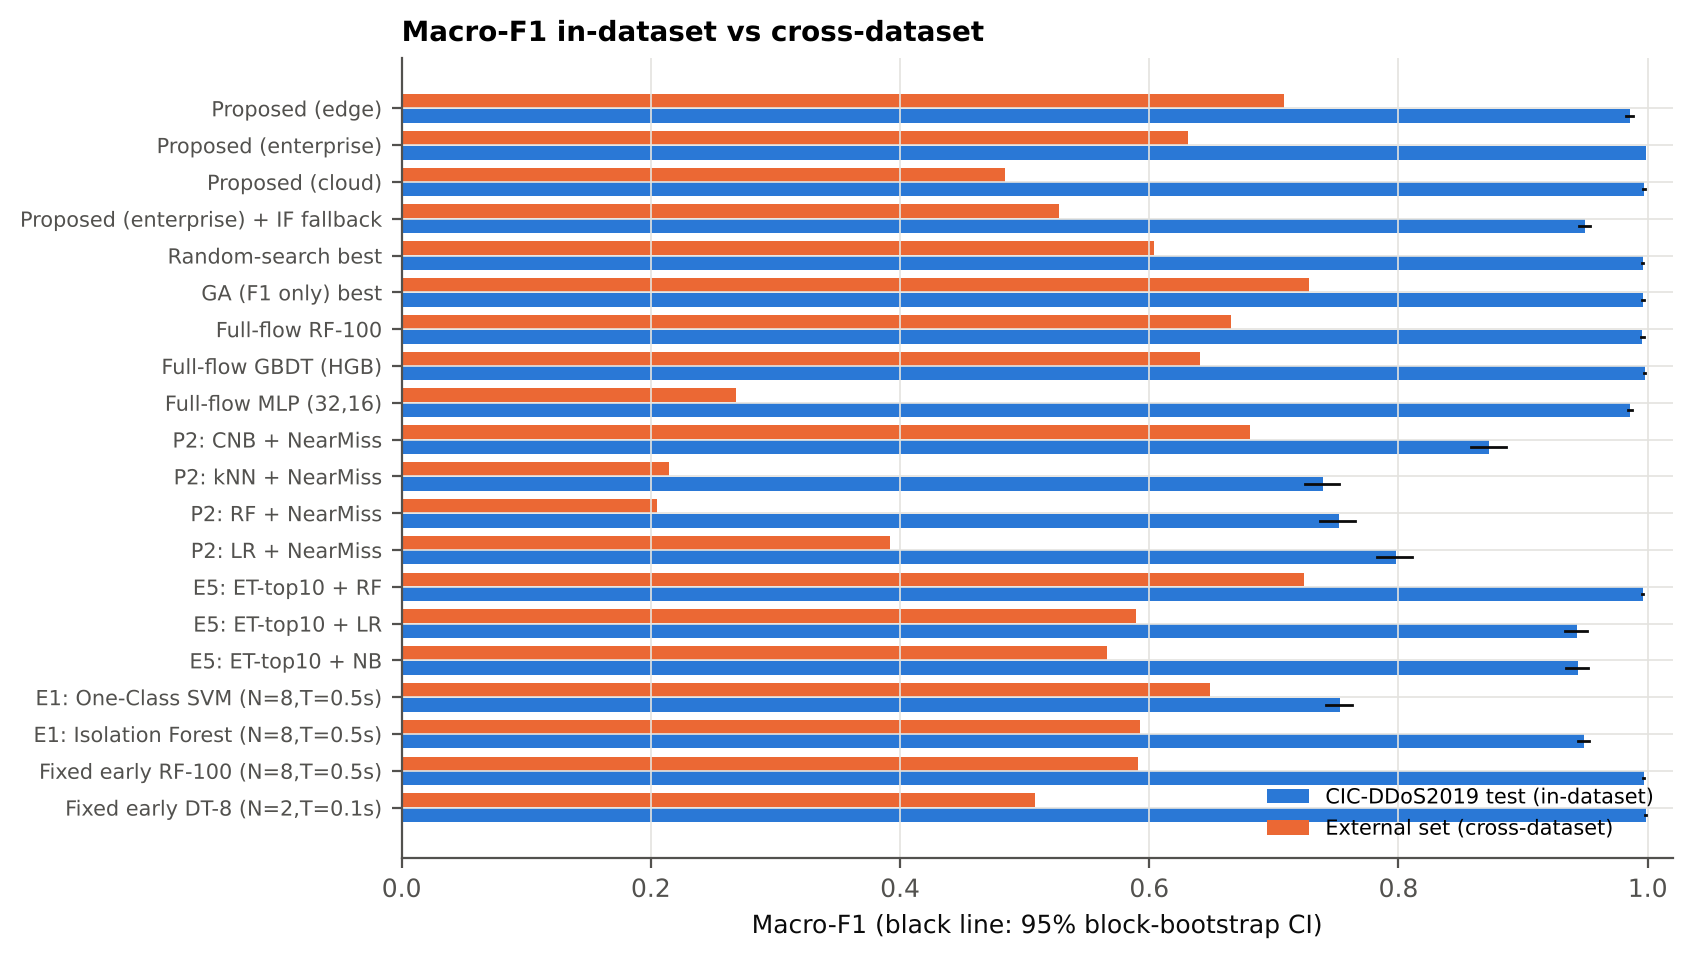 Macro-F1 in-dataset vs cross-dataset
Proposed (edge)
Proposed (enterprise)
Proposed (cloud)
Proposed (enterprise) + IF fallback
Random-search best
GA (F1 only) best
Full-flow RF-100
Full-flow GBDT (HGB)
Full-flow MLP (32,16)
P2: CNB + NearMiss
P2: kNN + NearMiss
P2: RF + NearMiss
P2: LR + NearMiss
E5: ET-top10 + RF
E5: ET-top10 + LR
E5: ET-top10 + NB
E1: One-Class SVM (N=8,T=0.5s)
E1: Isolation Forest (N=8,T=0.5s)
Fixed early RF-100 (N=8,T=0.5s)
Fixed early DT-8 (N=2,T=0.1s)
CIC-DDoS2019 test (in-dataset)
External set (cross-dataset)
0.0 0.2 0.4 0.6 0.8 1.0
Macro-F1 (black line: 95% block-bootstrap CI)